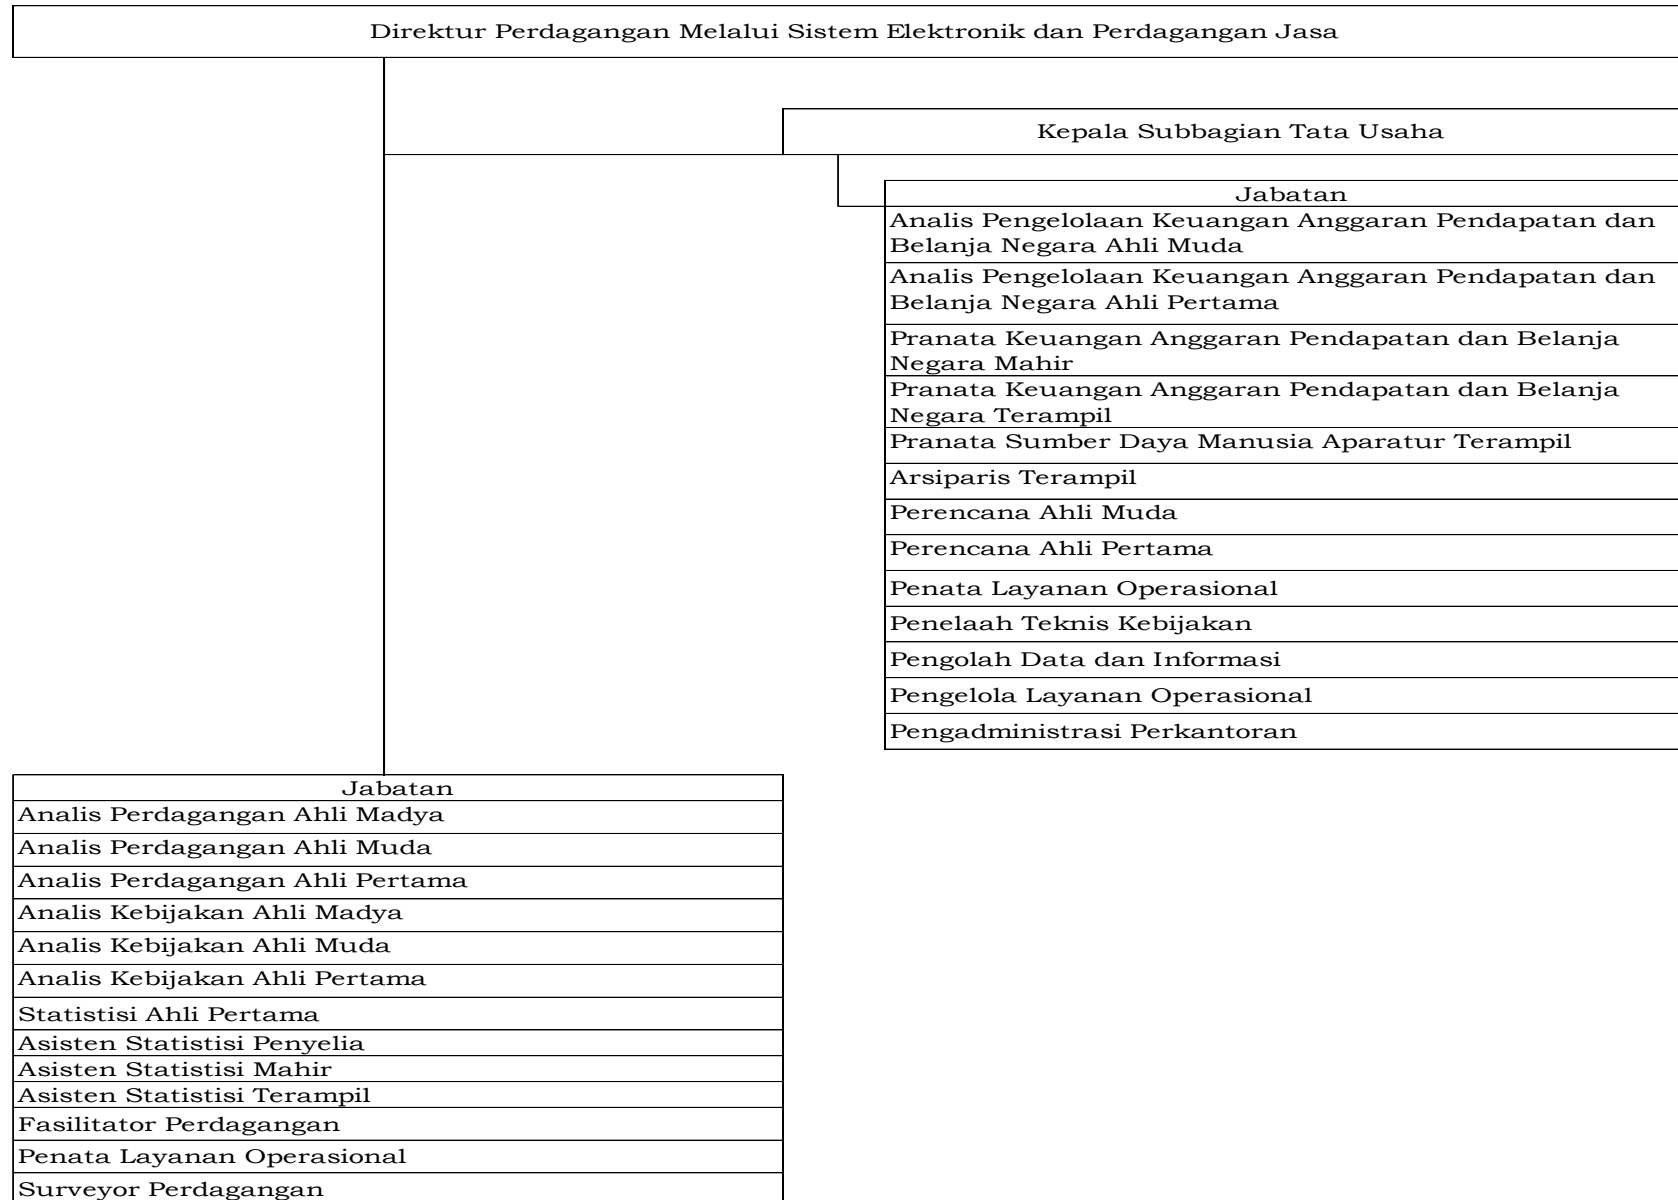 Direktur Perdagangan Melalui Sistem Elektronik dan Perdagangan Jasa
Kepala Subbagian Tata Usaha
Jabatan
Analis Pengelolaan Keuangan Anggaran Pendapatan dan
Belanja Negara Ahli Muda
Analis Pengelolaan Keuangan Anggaran Pendapatan dan
Belanja Negara Ahli Pertama
Pranata Keuangan Anggaran Pendapatan dan Belanja
Negara Mahir
Pranata Keuangan Anggaran Pendapatan dan Belanja
Negara Terampil
Pranata Sumber Daya Manusia Aparatur Terampil
Arsiparis Terampil
Perencana Ahli Muda
Perencana Ahli Pertama
Penata Layanan Operasional
Penelaah Teknis Kebijakan
Pengolah Data dan Informasi
Pengelola Layanan Operasional
Pengadministrasi Perkantoran
Jabatan
Analis Perdagangan Ahli Madya
Analis Perdagangan Ahli Muda
Analis Perdagangan Ahli Pertama
Analis Kebijakan Ahli Madya
Analis Kebijakan Ahli Muda
Analis Kebijakan Ahli Pertama
Statistisi Ahli Pertama
Asisten Statistisi Penyelia
Asisten Statistisi Mahir
Asisten Statistisi Terampil
Fasilitator Perdagangan
Penata Layanan Operasional
Surveyor Perdagangan